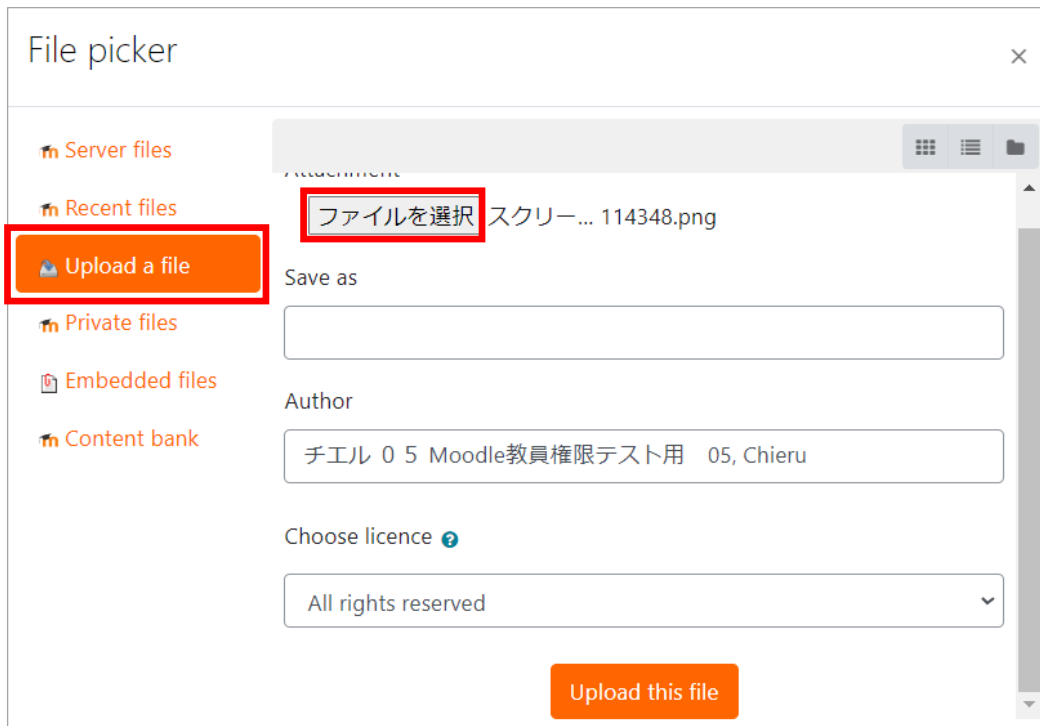 File picker
×
Server files
Recent files
Upload a file
Private files
Embedded files
Content bank
Attachment
ファイルを選択 スクリー... 114348.png
Save as
Author
チエル ０５ Moodle教員権限テスト用　05, Chieru
Choose licence ?
All rights reserved
Upload this file